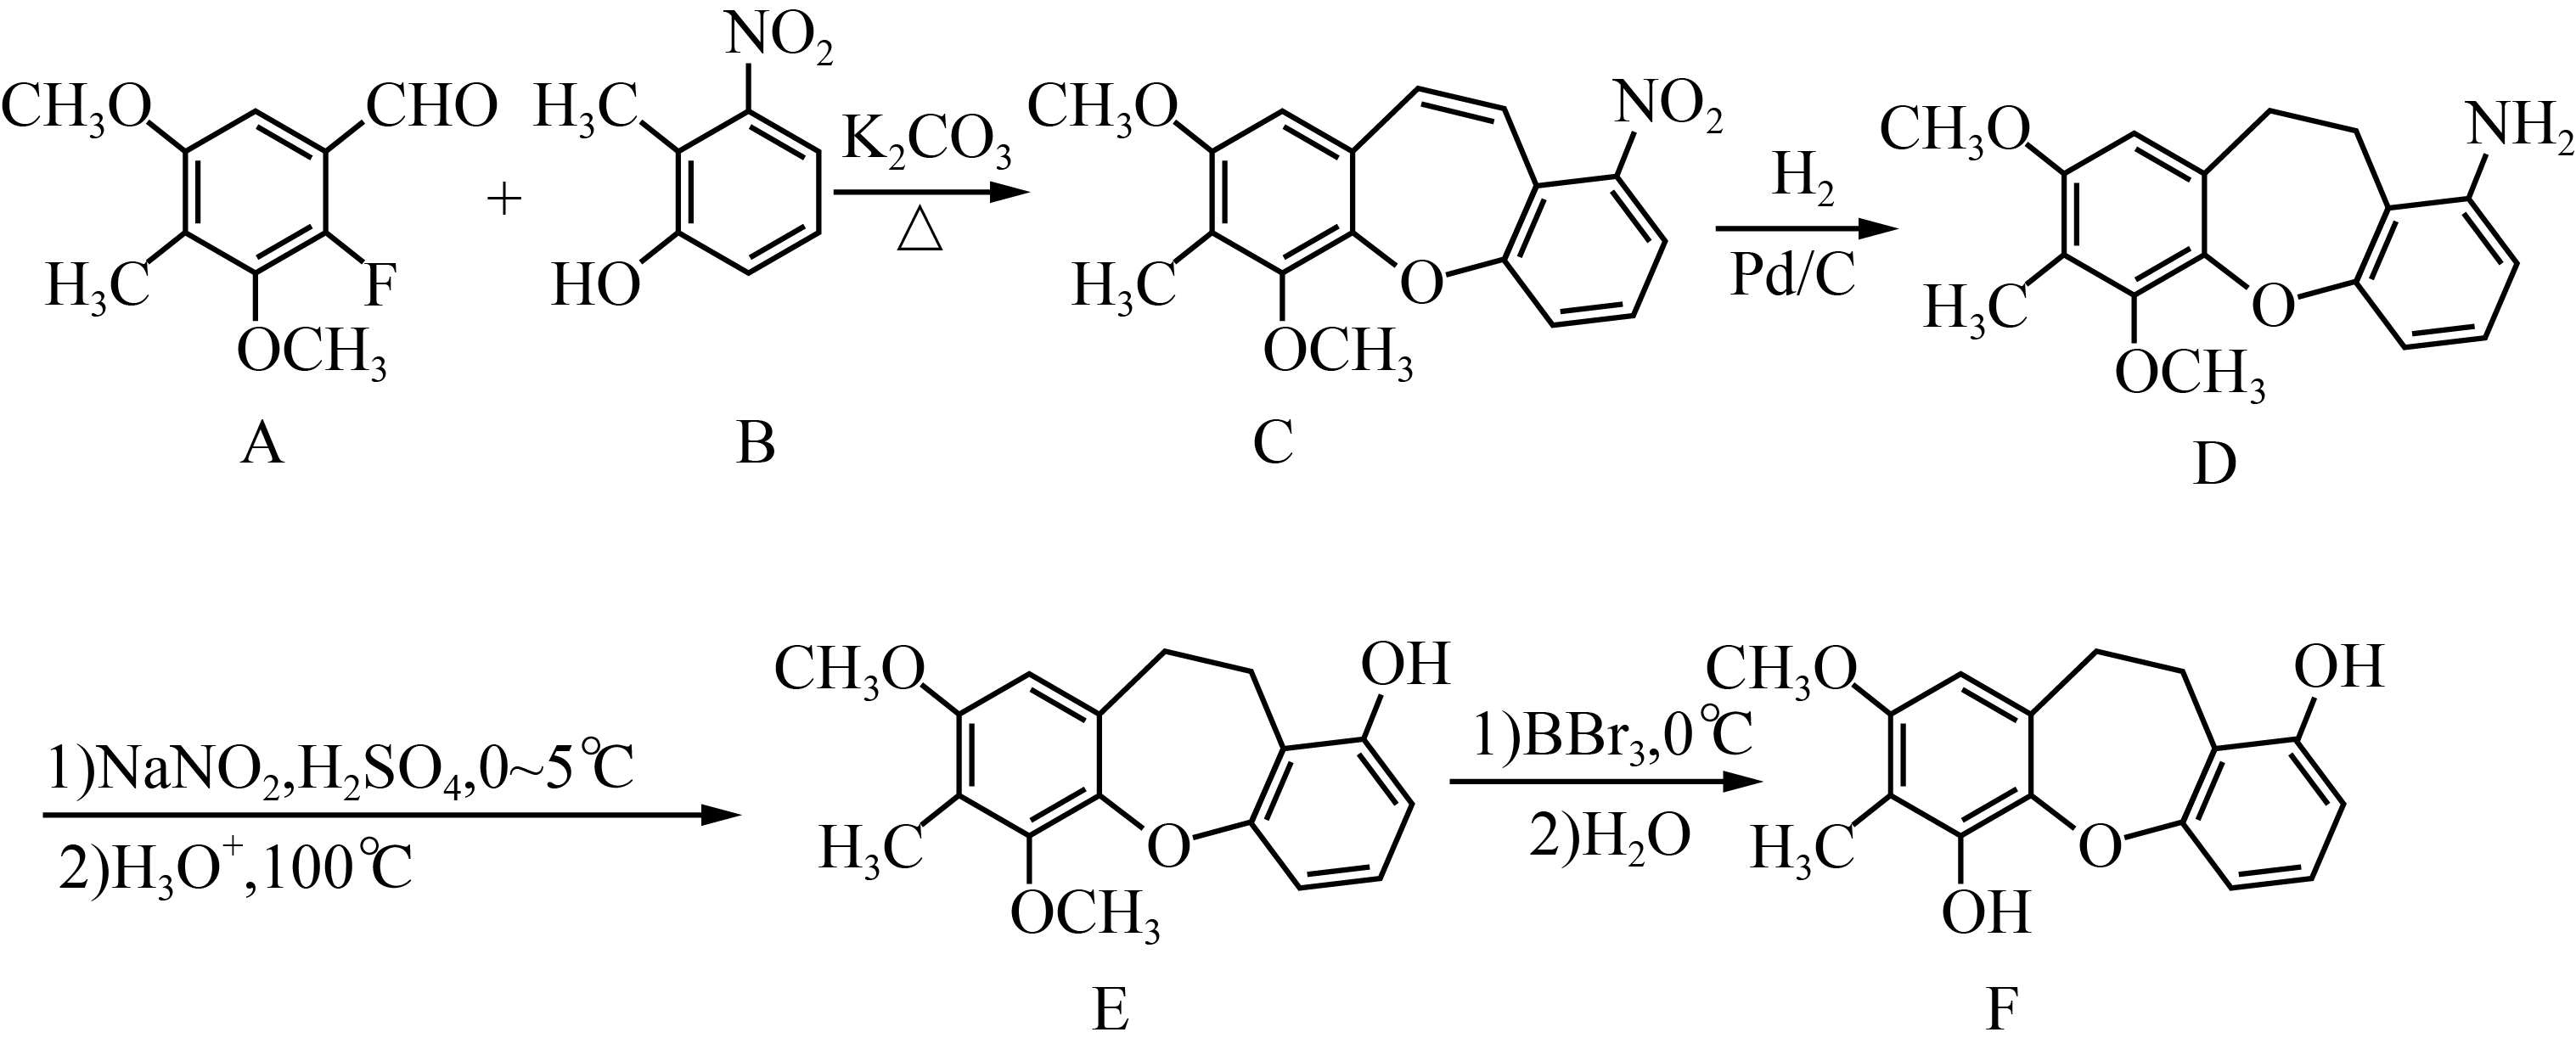 CH₃O CHO H₃C F OCH₃
A
+
NO₂ H₃C HO
B
K₂CO₃
△
CH₃O NO₂ H₃C O OCH₃
C
H₂
Pd/C
CH₃O NH₂ H₃C O OCH₃
D
1)NaNO₂,H₂SO₄,0~5℃
2)H₃O⁺,100℃
CH₃O OH H₃C O OCH₃
E
1)BBr₃,0℃
2)H₂O
CH₃O OH H₃C O OH
F